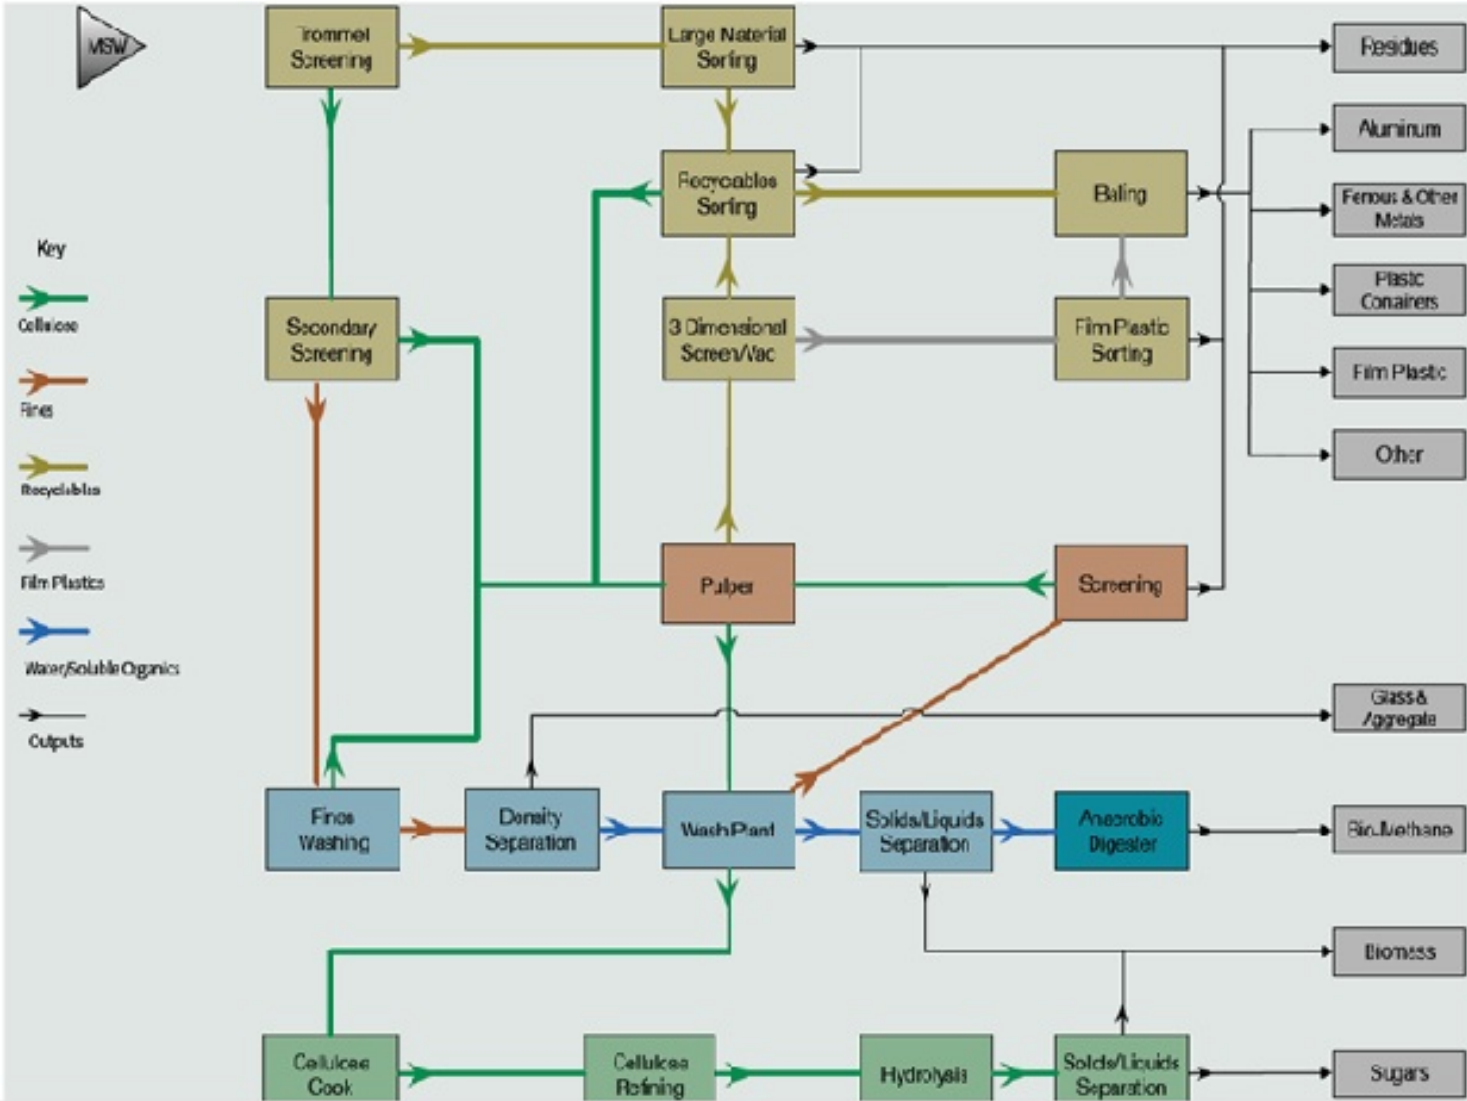 MSW
Trommel
Screening
Large Material
Sorting
Residues
Aluminum
Recyclables
Sorting
Baling
Ferrous & Other
Metals
Key
Cellulose
Plastic
Conairers
Secondary
Screening
3 Dimensional
Screen/Vac
Film Plastic
Sorting
Film Plastic
Fines
Other
Recyclables
Film Plastics
Pulper
Screening
Water/Soluble Organics
Outputs
Glass &
Aggregate
Fines
Washing
Density
Separation
Wash Plant
Solids/Liquids
Separation
Anaerobic
Digester
Bio-Methane
Biomass
Cellulose
Cook
Cellulose
Refining
Hydrolysis
Solids/Liquids
Separation
Sugars